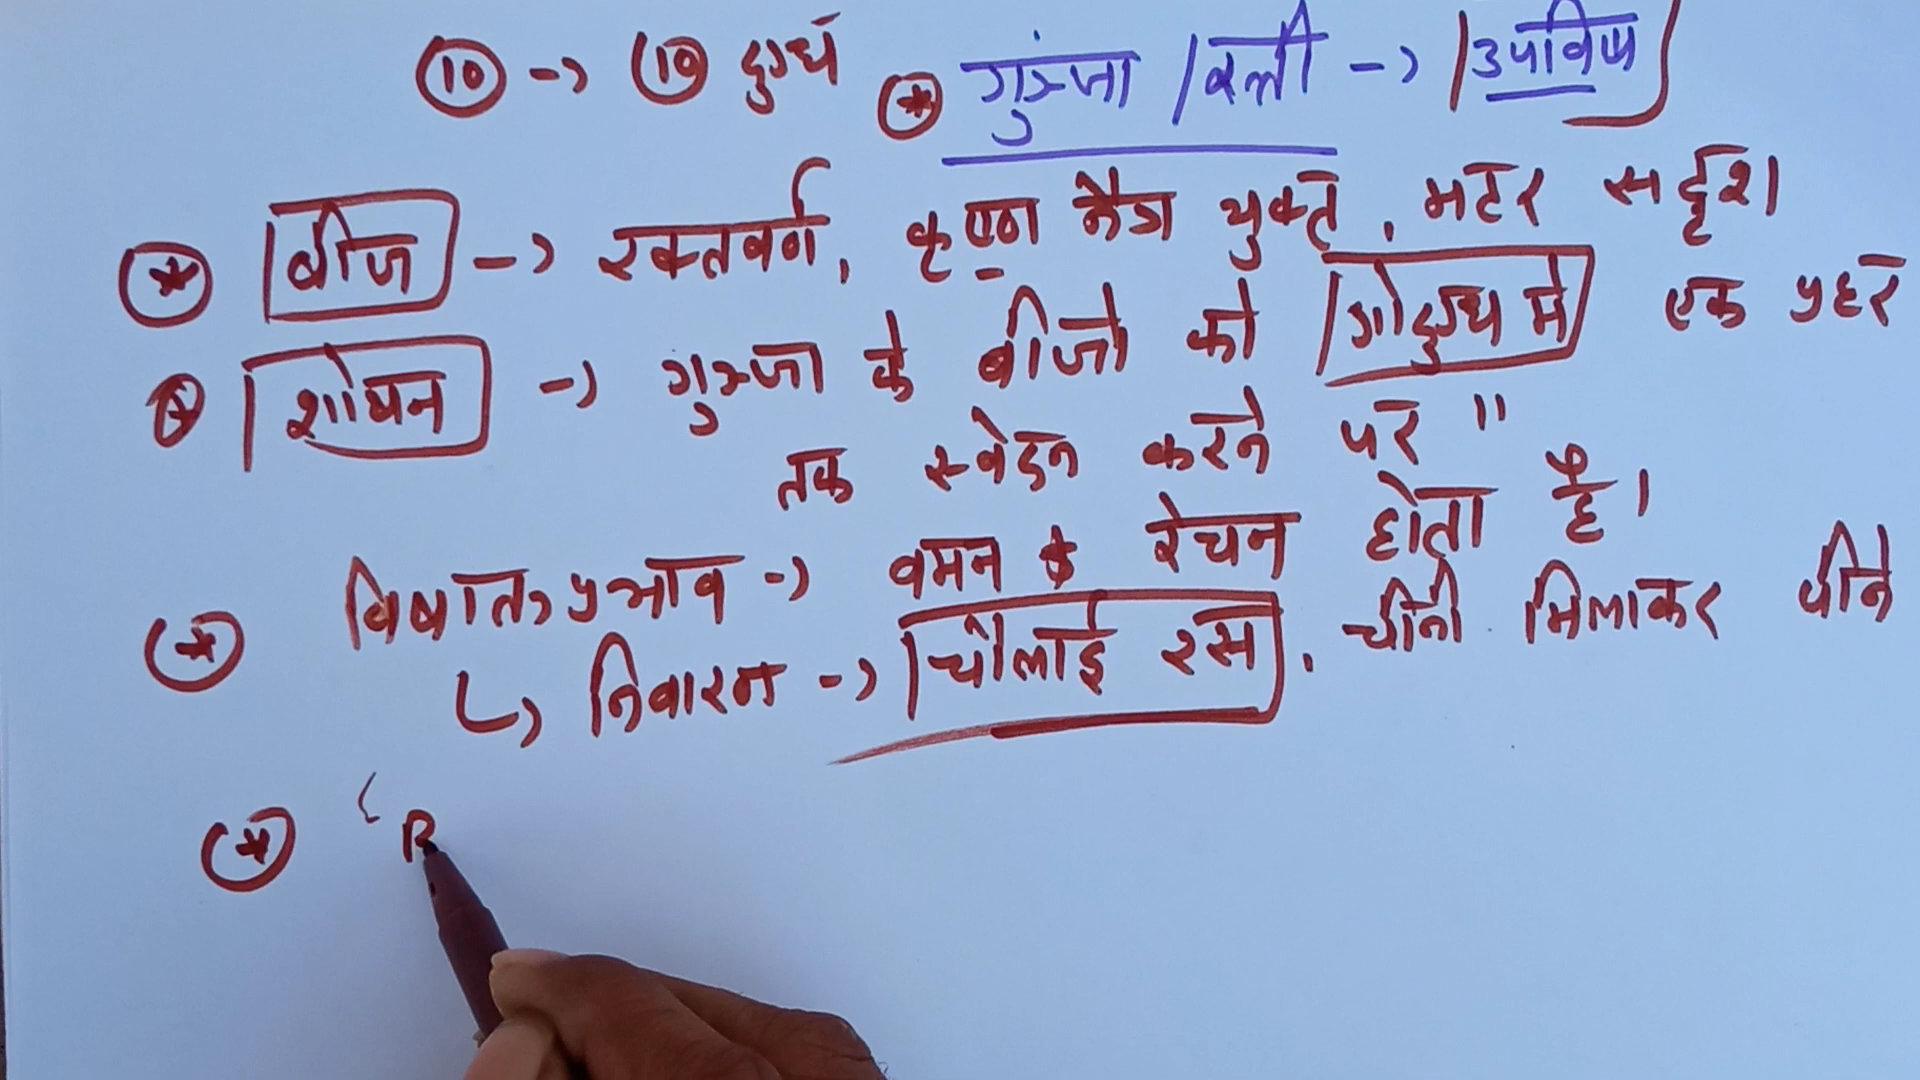 ⑩ -> ⑩ दुग्ध
* गुञ्जा / रत्ती -> उपविष
* बीज -> रक्तवर्ण, कृष्ण मैज युक्त, मटर सदृश।
* शोधन -> गुञ्जा के बीजो को गोदुग्ध मे एक प्रहर
तक स्वेदन करने पर "
* विषाक्त प्रभाव -> वमन & रेचन होता है।
↳ निवारण -> चौलाई रस, चीनी मिलाकर पीने
*